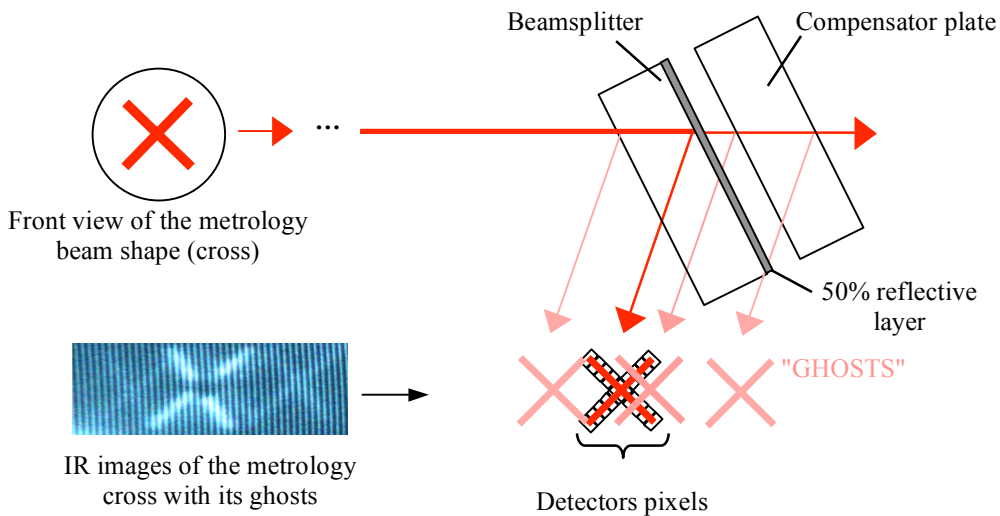 Beamsplitter
Compensator plate
...
Front view of the metrology
beam shape (cross)
50% reflective
layer
"GHOSTS"
IR images of the metrology
cross with its ghosts
Detectors pixels